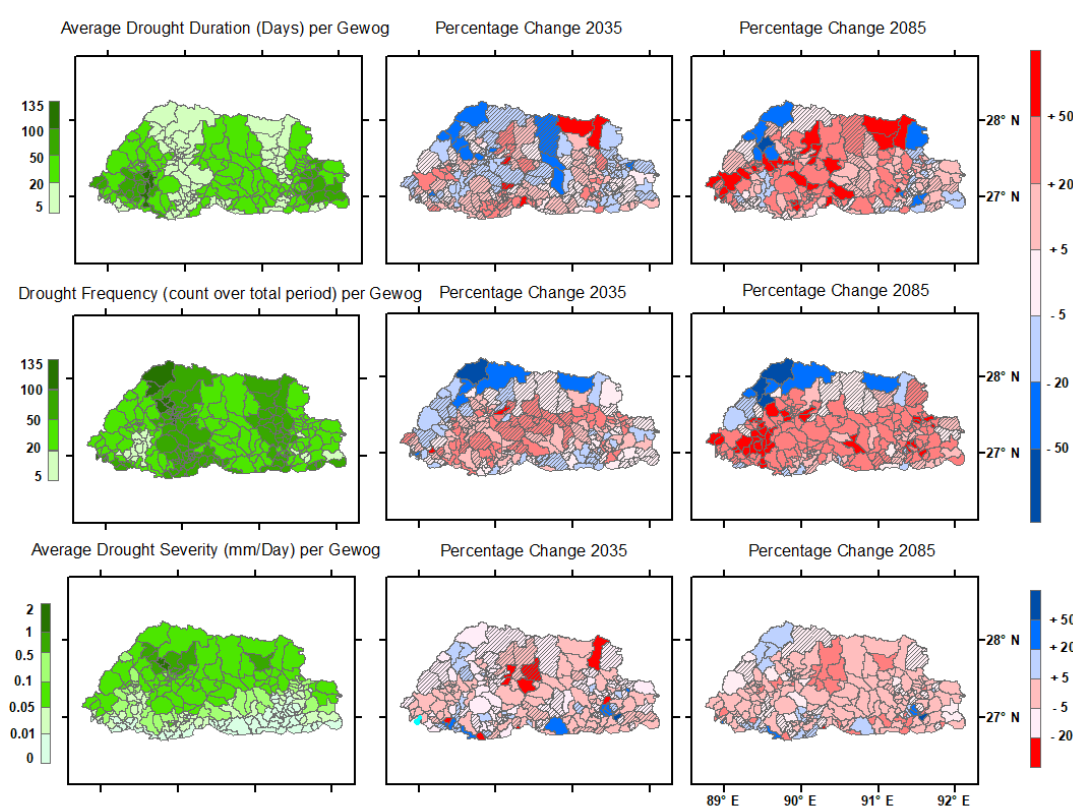 Average Drought Duration (Days) per Gewog
Percentage Change 2035
Percentage Change 2085
135
100
50
20
5
28° N
27° N
+ 50
+ 20
+ 5
- 5
- 20
- 50
Drought Frequency (count over total period) per Gewog
Percentage Change 2035
Percentage Change 2085
135
100
50
20
5
28° N
27° N
Average Drought Severity (mm/Day) per Gewog
Percentage Change 2035
Percentage Change 2085
2
1
0.5
0.1
0.05
0.01
0
28° N
27° N
+ 50
+ 20
+ 5
- 5
- 20
89° E
90° E
91° E
92° E